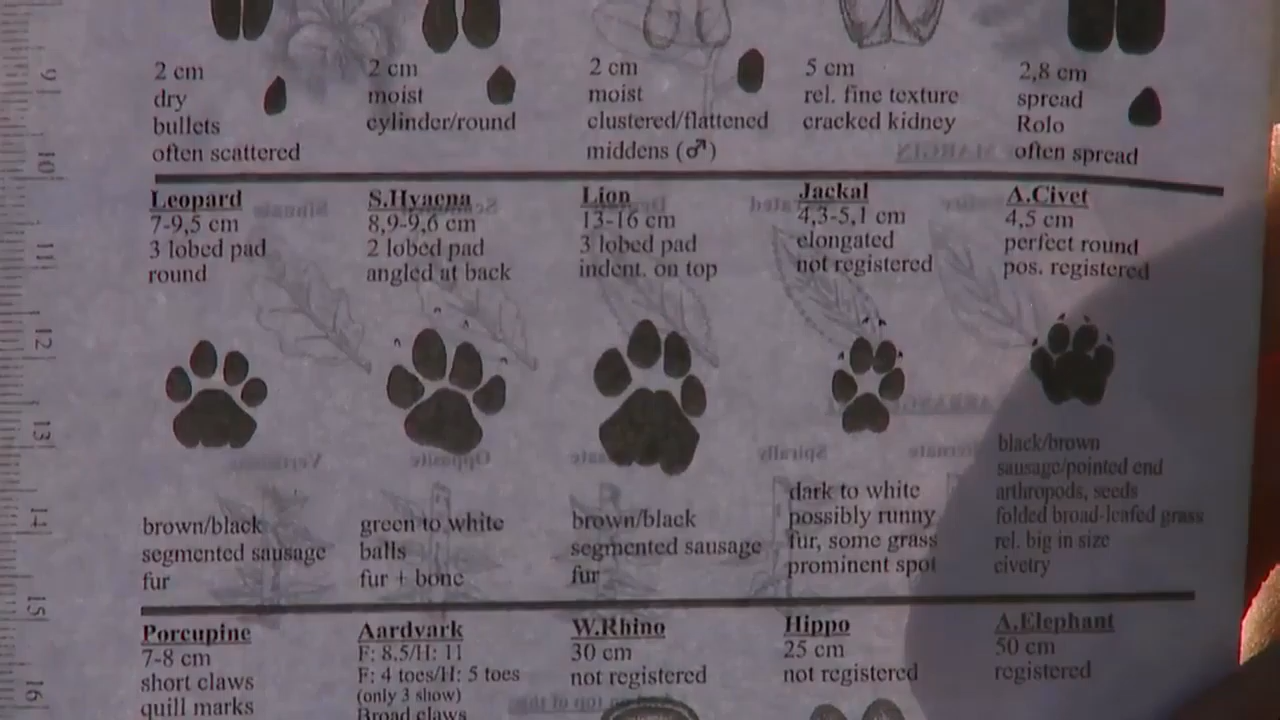 2 cm
dry
bullets
often scattered
2 cm
moist
cylinder/round
2 cm
moist
clustered/flattened
middens (♂)
5 cm
rel. fine texture
cracked kidney
2,8 cm
spread
Rolo
often spread
Leopard
7-9,5 cm
3 lobed pad
round
S.Hyaena
8,9-9,6 cm
2 lobed pad
angled at back
Lion
13-16 cm
3 lobed pad
indent. on top
Jackal
4,3-5,1 cm
elongated
not registered
A.Civet
4,5 cm
perfect round
pos. registered
brown/black
segmented sausage
fur
green to white
balls
fur + bone
brown/black
segmented sausage
fur
dark to white
possibly runny
fur, some grass
prominent spot
black/brown
sausage/pointed end
arthropods, seeds
folded broad-leafed grass
rel. big in size
civetry
Porcupine
7-8 cm
short claws
quill marks
Aardvark
F: 8,5/H: 11
F: 4 toes/H: 5 toes
(only 3 show)
Broad claws
W.Rhino
30 cm
not registered
Hippo
25 cm
not registered
A.Elephant
50 cm
registered
9
10
11
12
13
14
15
16